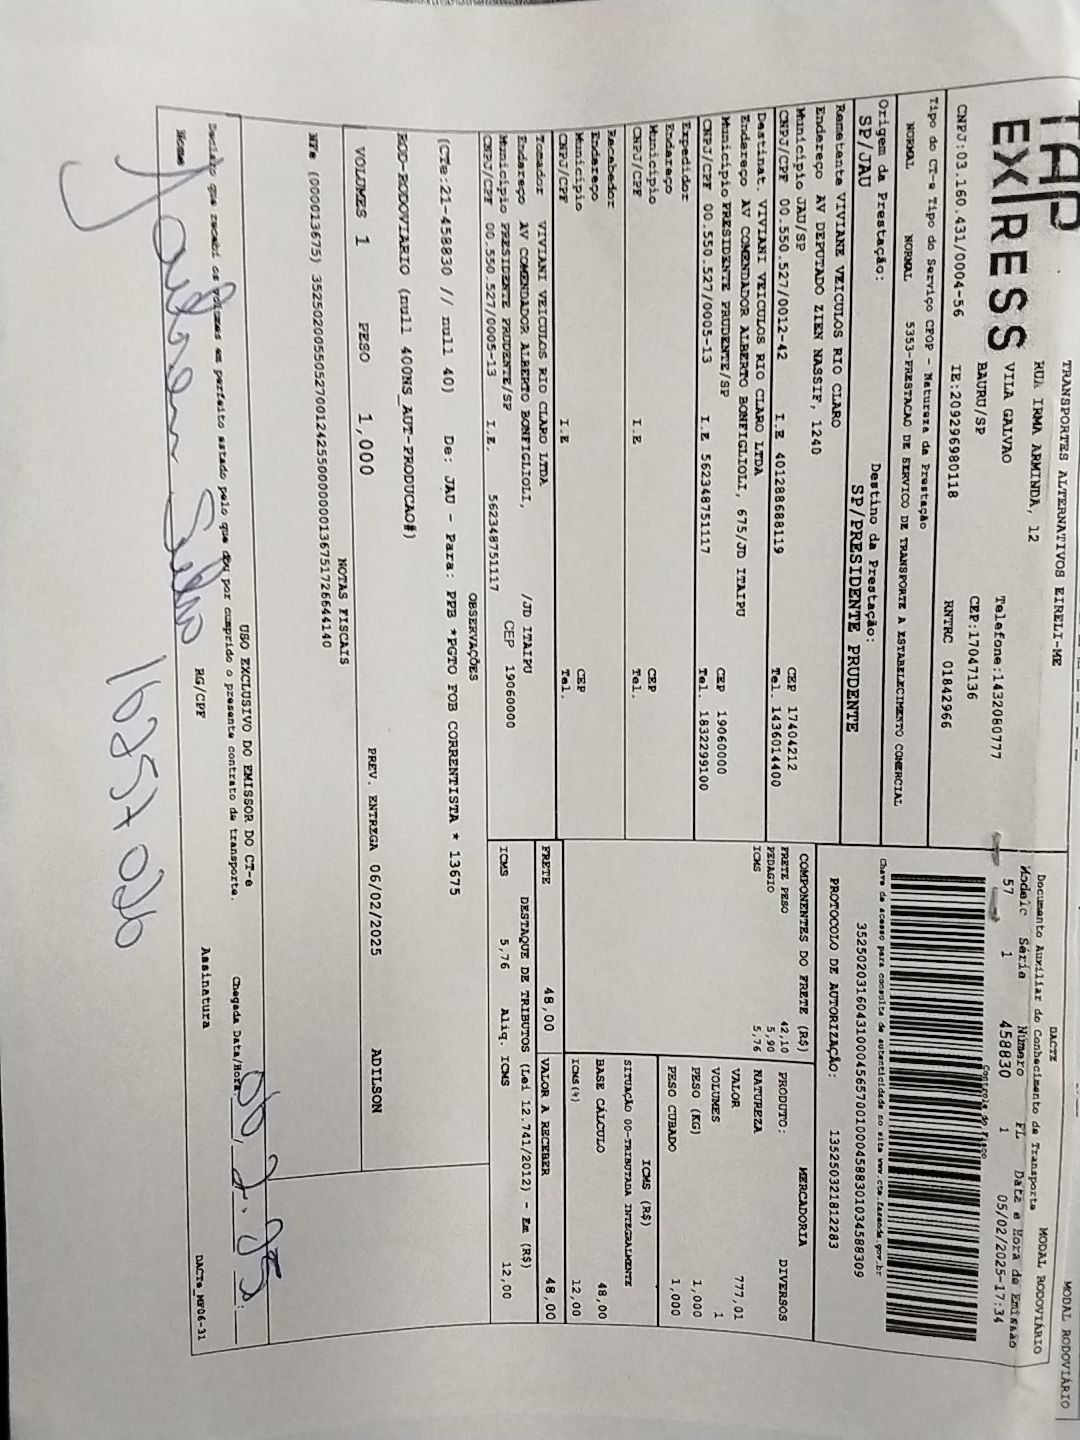 MODAL RODOVIÁRIO
TAP
EXPRESS
TRANSPORTES ALTERNATIVOS EIRELI-ME
RUA IRMA ARMINDA, 12
VILA GALVAO
BAURU/SP
Telefone:1432080777
CEP:17047136
CNPJ:03.160.431/0004-56 IE:209296980118 RNTRC 01842966
DACTE
Documento Auxiliar do Conhecimento de Transporte
MODAL RODOVIÁRIO
Modelo Série Número FL Data e Hora de Emissão
57 1 458830 1 05/02/2025-17:34
Controle do Fisco
Tipo do CT-e Tipo do Serviço CFOP - Natureza da Prestação
NORMAL NORMAL 5353-PRESTACAO DE SERVICO DE TRANSPORTE A ESTABELECIMENTO COMERCIAL
Chave de acesso para consulta de autenticidade no site www.cte.fazenda.gov.br
35250203160431000456570010004588301034588309
Origem da Prestação: Destino da Prestação:
SP/JAU SP/PRESIDENTE PRUDENTE
PROTOCOLO DE AUTORIZAÇÃO: 135250321812283
Remetente VIVIANE VEICULOS RIO CLARO
Endereço AV DEPUTADO ZIEN NASSIF, 1240
Município JAU/SP CEP 17404212
CNPJ/CPF 00.550.527/0012-42 I.E 401288688119 Tel. 1436014400
Destinat. VIVIANI VEICULOS RIO CLARO LTDA
Endereço AV COMENDADOR ALBERTO BONFIGLIOLI, 675/JD ITAIPU
Município PRESIDENTE PRUDENTE/SP CEP 19060000
CNPJ/CPF 00.550.527/0005-13 I.E 562348751117 Tel. 1832299100
Expedidor
Endereço
Município CEP
CNPJ/CPF I.E Tel.
Recebedor
Endereço
Município CEP
CNPJ/CPF I.E Tel.
Tomador VIVIANI VEICULOS RIO CLARO LTDA
Endereço AV COMENDADOR ALBERTO BONFIGLIOLI, /JD ITAIPU
Município PRESIDENTE PRUDENTE/SP CEP 19060000
CNPJ/CPF 00.550.527/0005-13 I.E. 562348751117
COMPONENTES DO FRETE (R$)
FRETE PESO 42,10
PEDAGIO 5,90
ICMS 5,76
MERCADORIA
PRODUTO: DIVERSOS
NATUREZA
VALOR 777,01
VOLUMES 1
PESO (KG) 1,000
PESO CUBADO 1,000
ICMS (R$)
SITUAÇÃO 00-TRIBUTADA INTEGRALMENTE
BASE CÁLCULO 48,00
ICMS(%) 12,00
FRETE 48,00 VALOR A RECEBER 48,00
DESTAQUE DE TRIBUTOS (Lei 12.741/2012) - Em (R$)
ICMS 5,76 Aliq. ICMS 12,00
OBSERVAÇÕES
(CTe:21-458830 // null 40) De: JAU - Para: PPB *PGTO FOB CORRENTISTA * 13675
ROD-RODOVIARIO (null 400NS_AUT-PRODUCAO#)
VOLUMES 1 PESO 1,000 PREV. ENTREGA 06/02/2025 ADILSON
NOTAS FISCAIS
NFe (000013675) 35250200550527001242550000000136751726644140
USO EXCLUSIVO DO EMISSOR DO CT-e
Declaro que recebi os volumes em perfeito estado pelo que dou por cumprido o presente contrato de transporte.
Chegada Data/Hora
Nome RG/CPF Assinatura
DACTe_MF06-31